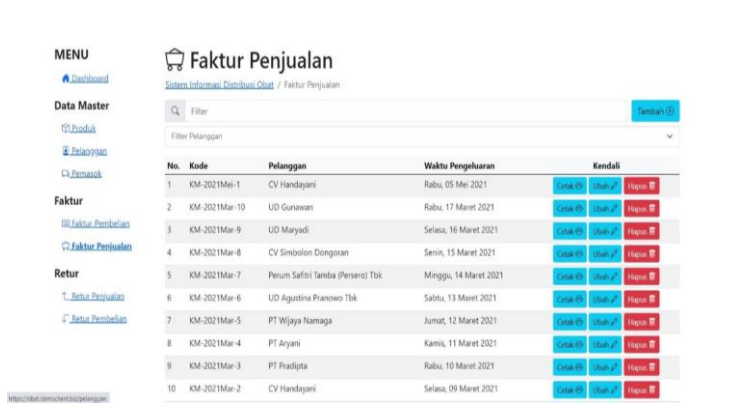 MENU
Dashboard
Data Master
Produk
Pelanggan
Pemasok
Faktur
Faktur Pembelian
Faktur Penjualan
Retur
Retur Penjualan
Retur Pembelian
Faktur Penjualan
Sistem Informasi Distribusi Obat / Faktur Penjualan
Filter Tambah
Filter Pelanggan
No. Kode Pelanggan Waktu Pengeluaran Kendali
1 KM-2021Mei-1 CV Handayani Rabu, 05 Mei 2021 Cetak Ubah Hapus
2 KM-2021Mar-10 UD Gunawan Rabu, 17 Maret 2021 Cetak Ubah Hapus
3 KM-2021Mar-9 UD Maryadi Selasa, 16 Maret 2021 Cetak Ubah Hapus
4 KM-2021Mar-8 CV Simbolon Dongoran Senin, 15 Maret 2021 Cetak Ubah Hapus
5 KM-2021Mar-7 Perum Safitri Tamba (Persero) Tbk Minggu, 14 Maret 2021 Cetak Ubah Hapus
6 KM-2021Mar-6 UD Agustina Pranowo Tbk Sabtu, 13 Maret 2021 Cetak Ubah Hapus
7 KM-2021Mar-5 PT Wijaya Namaga Jumat, 12 Maret 2021 Cetak Ubah Hapus
8 KM-2021Mar-4 PT Aryani Kamis, 11 Maret 2021 Cetak Ubah Hapus
9 KM-2021Mar-3 PT Pradipta Rabu, 10 Maret 2021 Cetak Ubah Hapus
10 KM-2021Mar-2 CV Handayani Selasa, 09 Maret 2021 Cetak Ubah Hapus
https://obat.democlient.biz/pelanggan